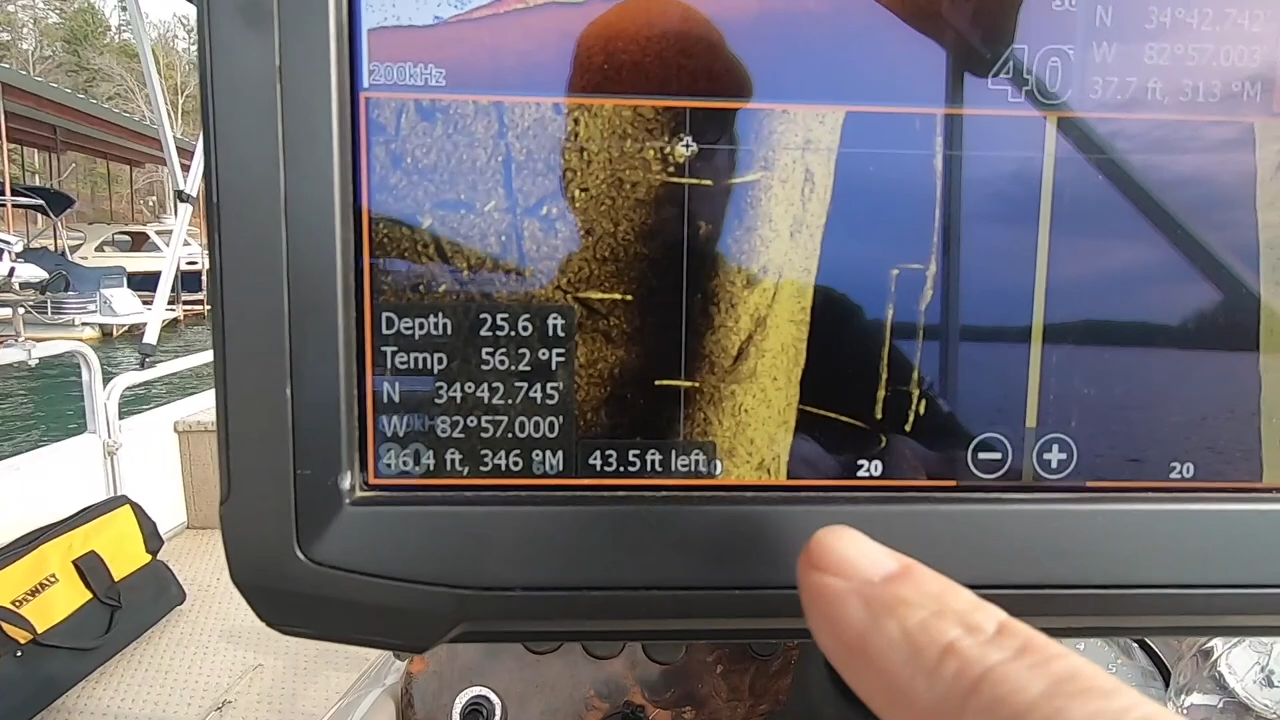 200kHz
N 34°42.742'
W 82°57.003'
40
37.7 ft, 313 °M
Depth 25.6 ft
Temp 56.2 °F
N 34°42.745'
W 82°57.000'
46.4 ft, 346 °M
43.5 ft left
20
20
DEWALT